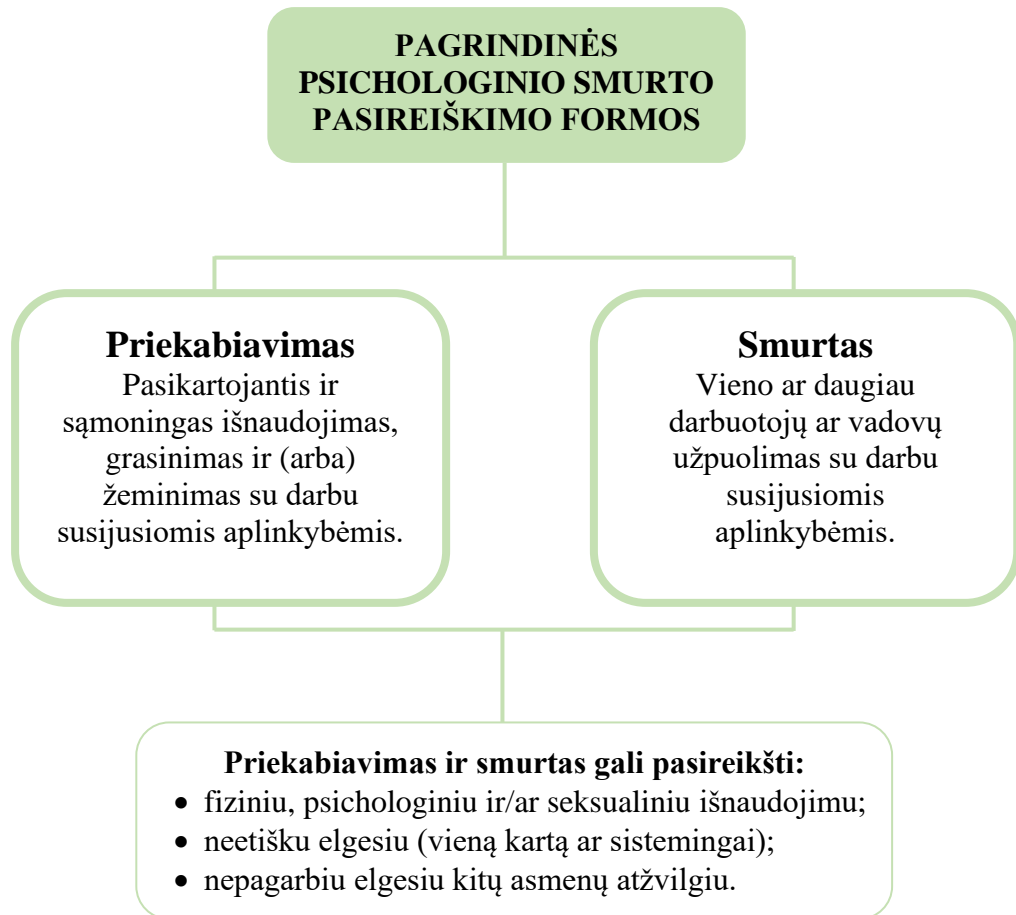 PAGRINDINĖS
PSICHOLOGINIO SMURTO
PASIREIŠKIMO FORMOS
Priekabiavimas
Pasikartojantis ir
sąmoningas išnaudojimas,
grasinimas ir (arba)
žeminimas su darbu
susijusiomis aplinkybėmis.
Smurtas
Vieno ar daugiau
darbuotojų ar vadovų
užpuolimas su darbu
susijusiomis
aplinkybėmis.
Priekabiavimas ir smurtas gali pasireikšti:
• fiziniu, psichologiniu ir/ar seksualiniu išnaudojimu;
• neetišku elgesiu (vieną kartą ar sistemingai);
• nepagarbiu elgesiu kitų asmenų atžvilgiu.